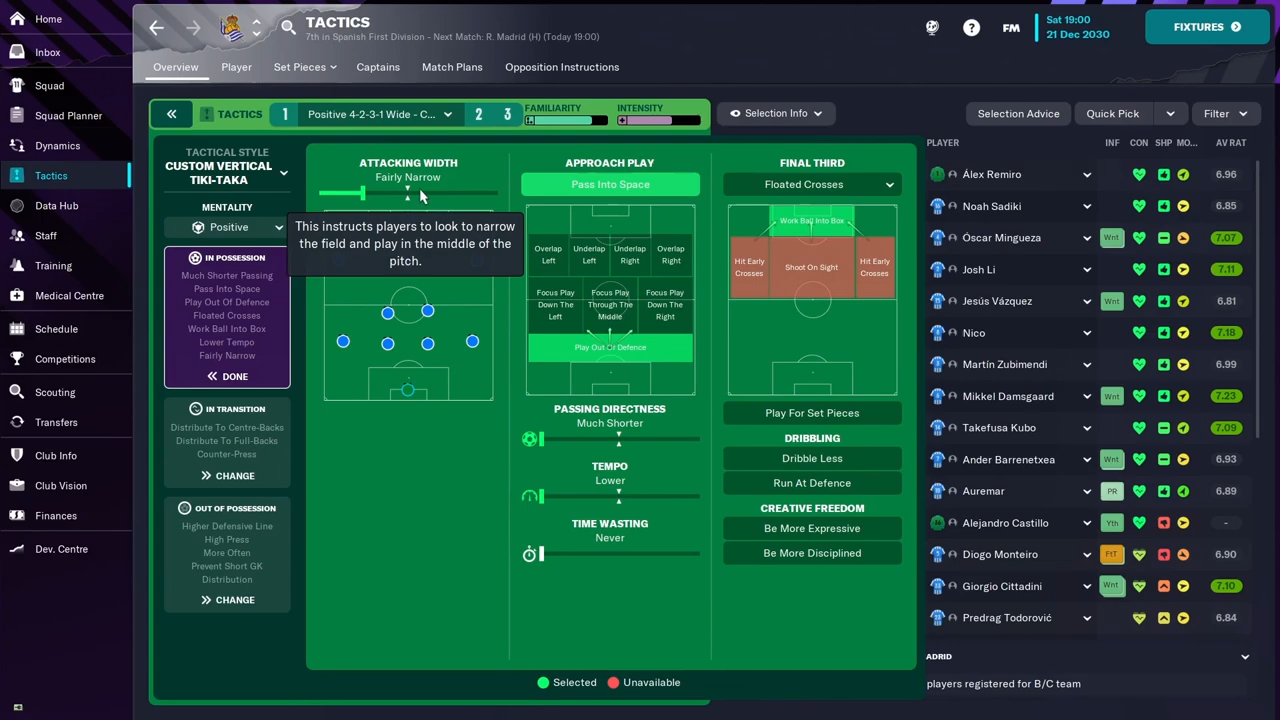 Home
Inbox
Squad
Squad Planner
Dynamics
Tactics
Data Hub
Staff
Training
Medical Centre
Schedule
Competitions
Scouting
Transfers
Club Info
Club Vision
Finances
Dev. Centre
TACTICS
7th in Spanish First Division - Next Match: R. Madrid (H) (Today 19:00)
FM
Sat 19:00
21 Dec 2030
FIXTURES
Overview
Player
Set Pieces
Captains
Match Plans
Opposition Instructions
TACTICS
1
Positive 4-2-3-1 Wide - C...
2
3
FAMILIARITY
INTENSITY
Selection Info
Selection Advice
Quick Pick
Filter
TACTICAL STYLE
CUSTOM VERTICAL
TIKI-TAKA
MENTALITY
Positive
IN POSSESSION
Much Shorter Passing
Pass Into Space
Play Out Of Defence
Floated Crosses
Work Ball Into Box
Lower Tempo
Fairly Narrow
DONE
IN TRANSITION
Distribute To Centre-Backs
Distribute To Full-Backs
Counter-Press
CHANGE
OUT OF POSSESSION
Higher Defensive Line
High Press
More Often
Prevent Short GK
Distribution
CHANGE
ATTACKING WIDTH
Fairly Narrow
This instructs players to look to narrow
the field and play in the middle of the
pitch.
APPROACH PLAY
Pass Into Space
Overlap
Left
Underlap
Left
Underlap
Right
Overlap
Right
Focus Play
Down The
Left
Focus Play
Through The
Middle
Focus Play
Down The
Right
Play Out Of Defence
PASSING DIRECTNESS
Much Shorter
TEMPO
Lower
TIME WASTING
Never
FINAL THIRD
Floated Crosses
Work Ball Into Box
Hit Early
Crosses
Shoot On Sight
Hit Early
Crosses
Play For Set Pieces
DRIBBLING
Dribble Less
Run At Defence
CREATIVE FREEDOM
Be More Expressive
Be More Disciplined
Selected
Unavailable
PLAYER INF CON SHP MO... AV RAT
Álex Remiro 6.96
Noah Sadiki 6.85
Óscar Mingueza Wnt 7.07
Josh Li 7.11
Jesús Vázquez Wnt 6.81
Nico 7.18
Martín Zubimendi 6.99
Mikkel Damsgaard Wnt 7.23
Takefusa Kubo 7.09
Ander Barrenetxea Wnt 6.93
Auremar PR 6.89
Alejandro Castillo Yth -
Diogo Monteiro FtT 6.90
Giorgio Cittadini Wnt 7.10
Predrag Todorović 6.84
ADRID
players registered for B/C team